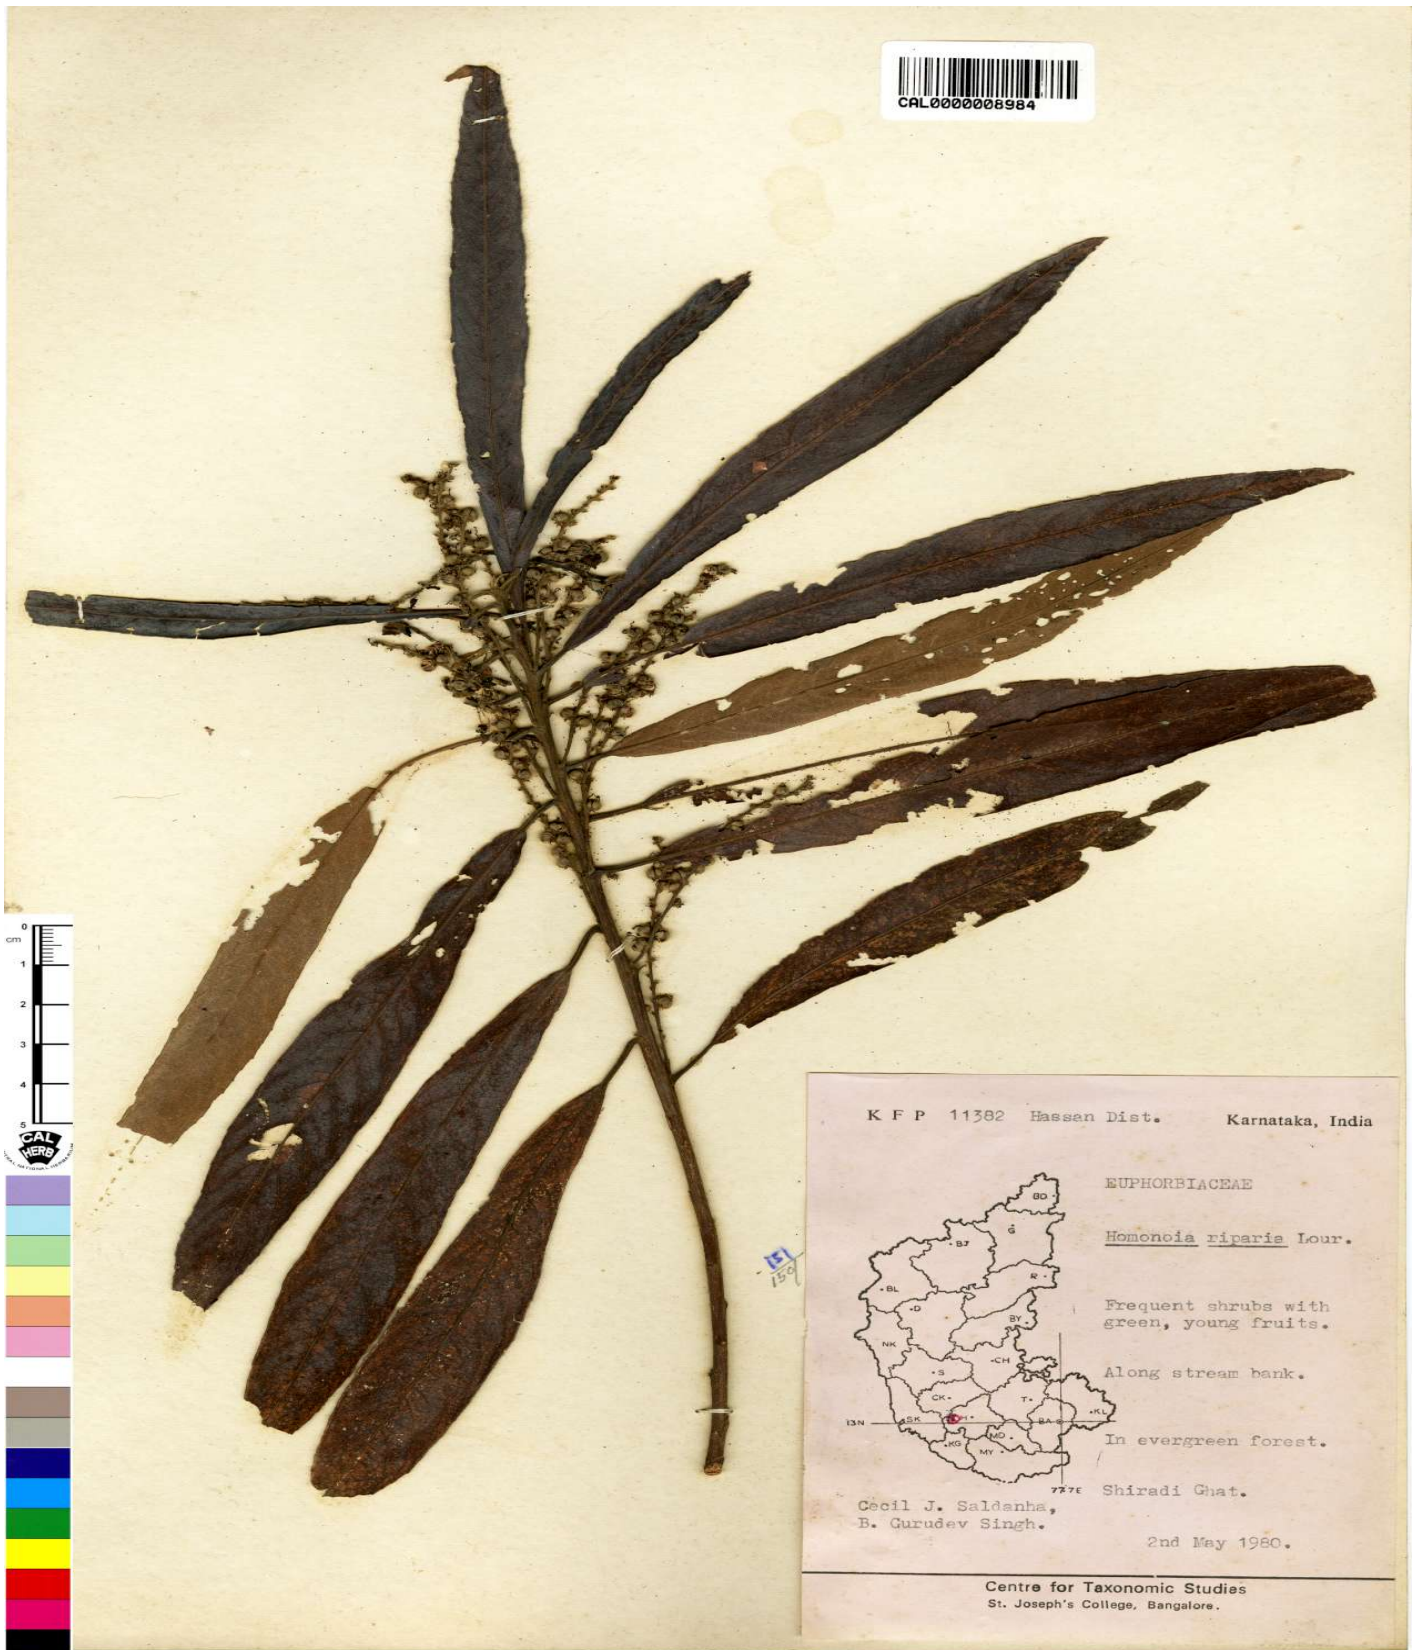 CAL0000008984
0
cm
1
2
3
4
5
CAL
HERB
151
150
K F P 11382 Hassan Dist. Karnataka, India
EUPHORBIACEAE
Homonoia riparia Lour.
Frequent shrubs with
green, young fruits.
Along stream bank.
In evergreen forest.
Shiradi Ghat.
GD
G
BJ
R
BL
D
BY
NK
CH
S
CK
T
SK
H
BA
KL
13N
KG
MD
MY
77°E
Cecil J. Saldanha,
B. Gurudev Singh.
2nd May 1980.
Centre for Taxonomic Studies
St. Joseph's College, Bangalore.